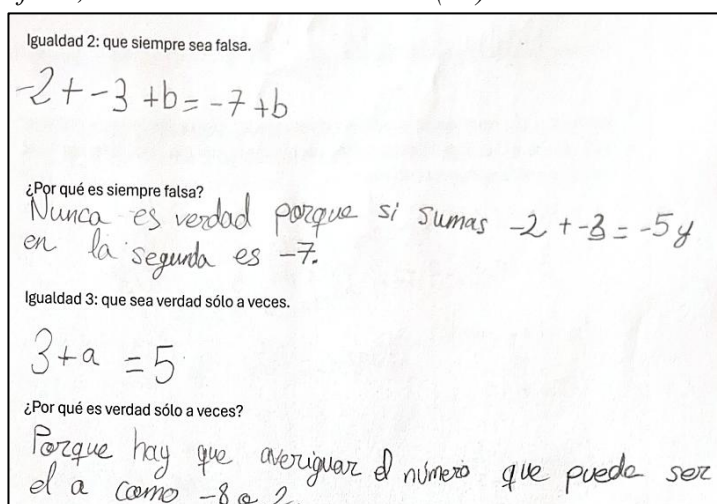 Igualdad 2: que siempre sea falsa.
-2 + -3 + b = -7 + b
¿Por qué es siempre falsa?
Nunca es verdad porque si sumas -2 + -3 = -5 y
en la segunda es -7.
Igualdad 3: que sea verdad sólo a veces.
3 + a = 5
¿Por qué es verdad sólo a veces?
Porque hay que averiguar el número que puede ser
el a como -8 o 2